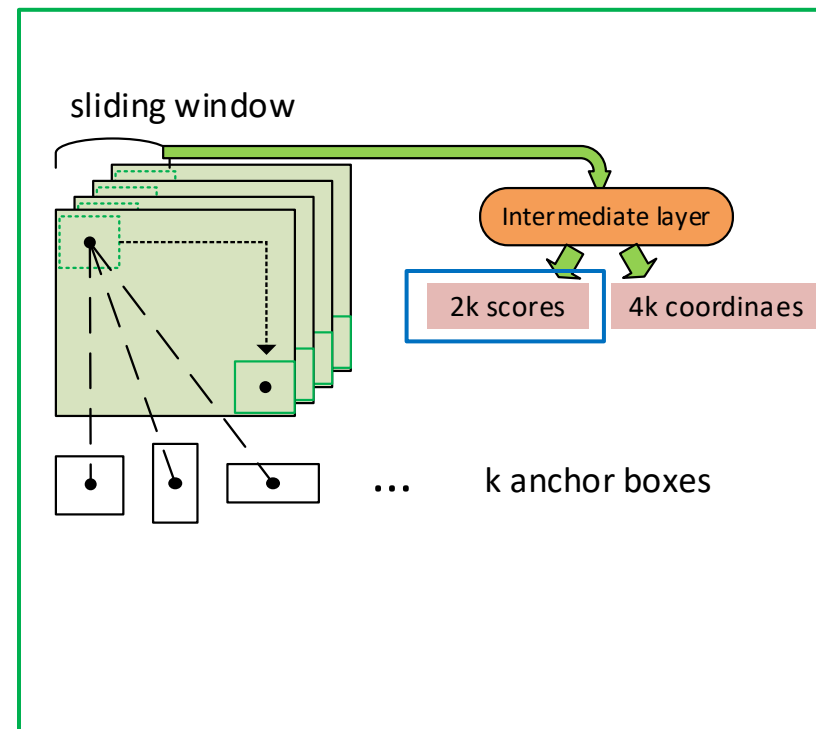 sliding window
Intermediate layer
2k scores
4k coordinaes
... k anchor boxes